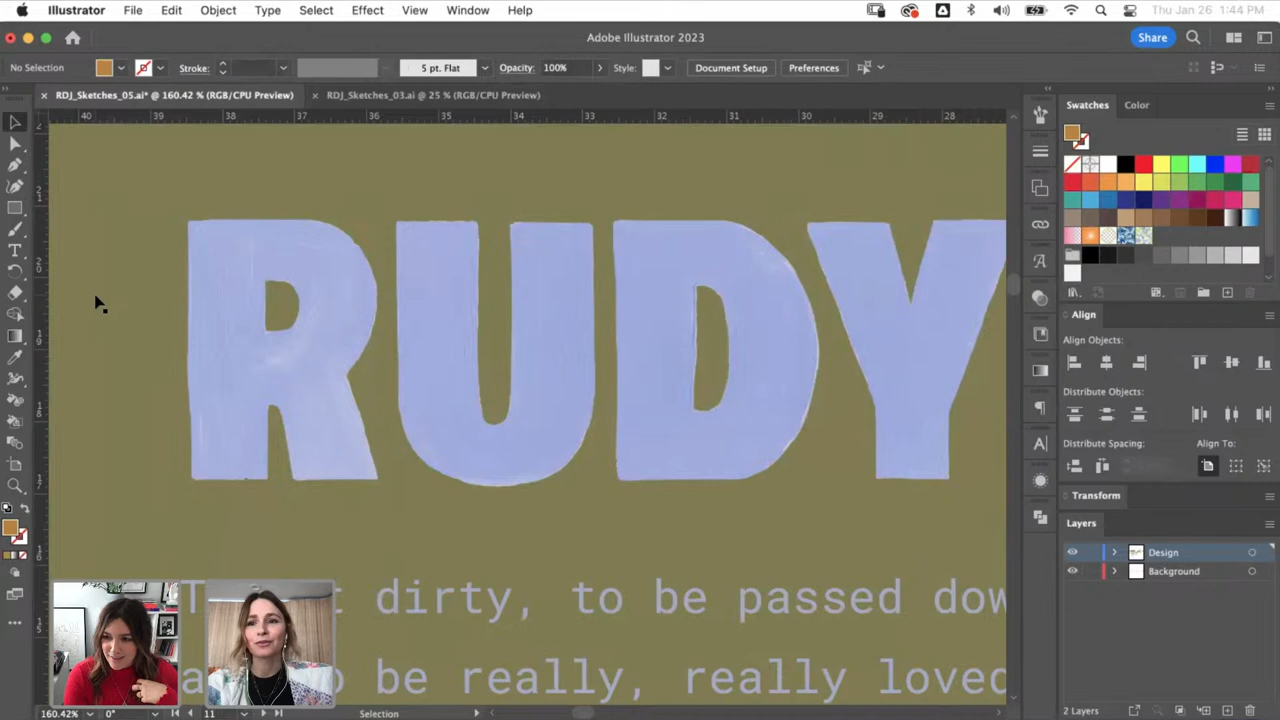 Illustrator File Edit Object Type Select Effect View Window Help Thu Jan 26 1:44 PM
Adobe Illustrator 2023
Share
No Selection Stroke: 5 pt. Flat Opacity: 100% Style: Document Setup Preferences
RDJ_Sketches_05.ai* @ 160.42 % (RGB/CPU Preview) RDJ_Sketches_03.ai @ 25 % (RGB/CPU Preview)
Swatches Color
40 39 38 37 36 35 34 33 32 31 30 29 28
RUDY
Align
Align Objects:
Distribute Objects:
Distribute Spacing: Align To:
Transform
Layers
Design
Background
dirty, to be passed dow
be really, really loved
160.42% 0° 11 Selection
2 Layers